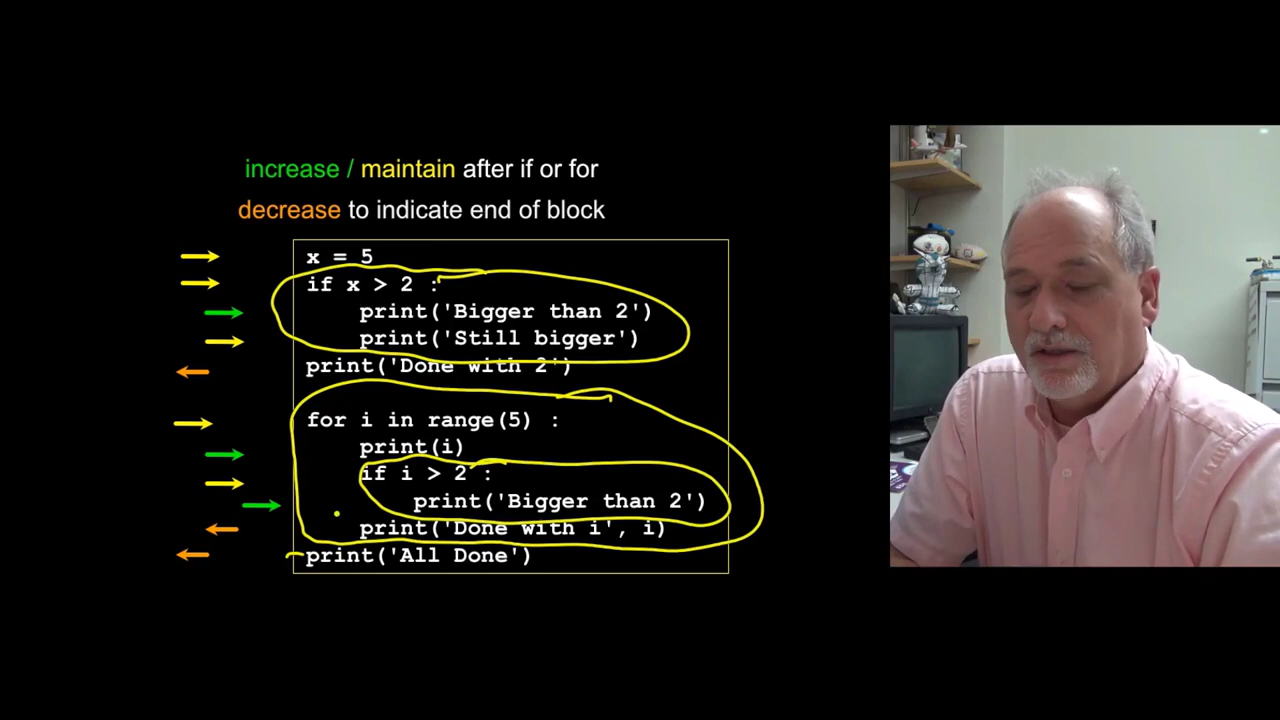 increase / maintain after if or for
decrease to indicate end of block
x = 5
if x > 2 :
    print('Bigger than 2')
    print('Still bigger')
print('Done with 2')
for i in range(5) :
    print(i)
    if i > 2 :
        print('Bigger than 2')
    print('Done with i', i)
print('All Done')